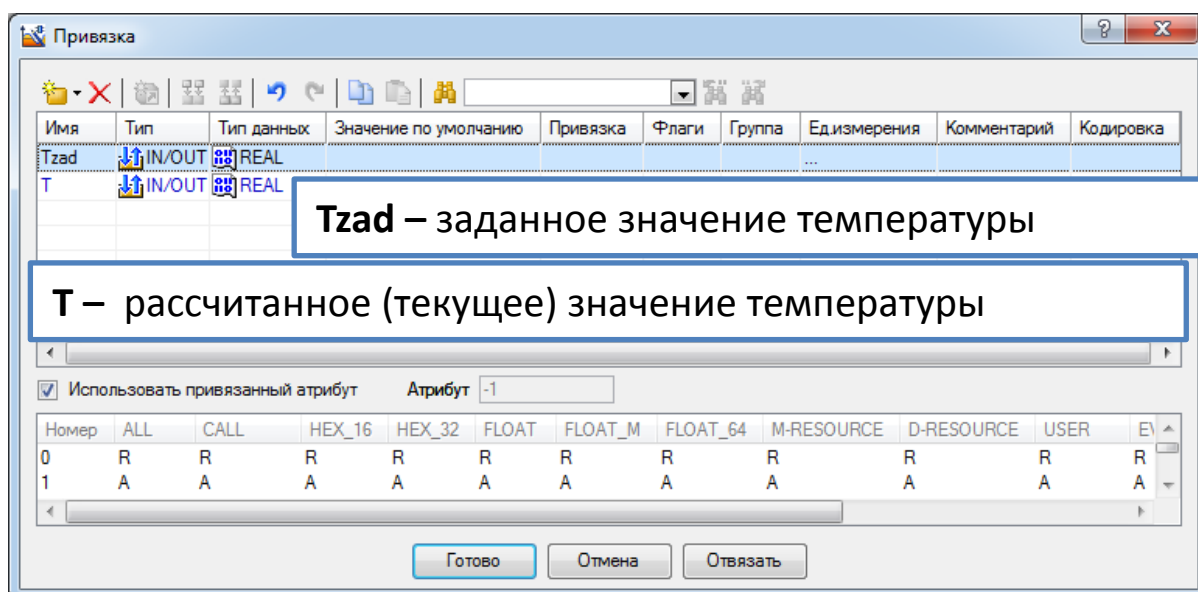 Привязка
Имя Тип Тип данных Значение по умолчанию Привязка Флаги Группа Ед.измерения Комментарий Кодировка
Tzad IN/OUT REAL ...
T IN/OUT REAL
Tzad – заданное значение температуры
T – рассчитанное (текущее) значение температуры
Использовать привязанный атрибут Атрибут -1
Номер ALL CALL HEX_16 HEX_32 FLOAT FLOAT_M FLOAT_64 M-RESOURCE D-RESOURCE USER
0 R R R R R R R R R R R
1 A A A A A A A A A A A
Готово Отмена Отвязать